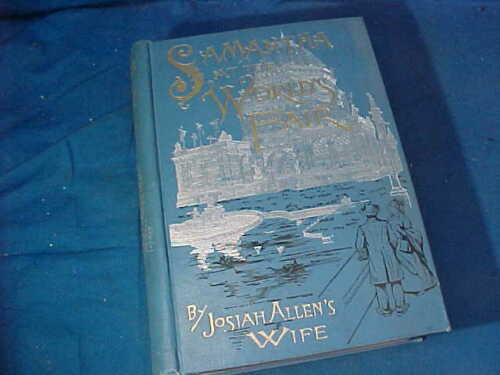 SAMANTHA
AT THE
WORLD'S
FAIR
BY JOSIAH ALLEN'S
WIFE